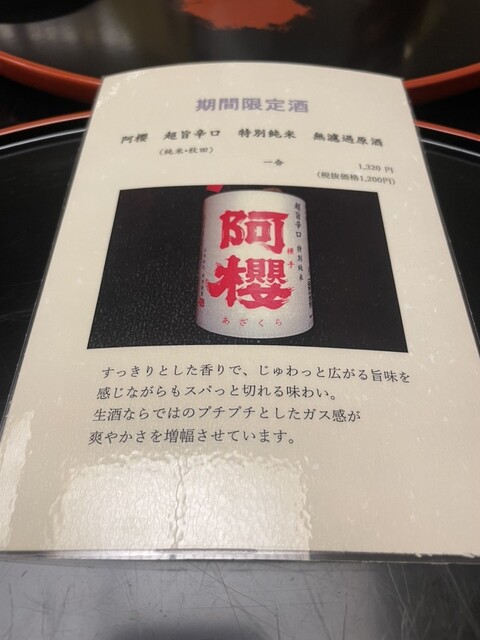 期間限定酒
阿櫻 超旨辛口 特別純米 無濾過原酒
(純米・秋田)
一合 1,320 円
(税抜価格1,200円)
超旨辛口 特別純米
阿櫻
横手
あざくら
すっきりとした香りで、じゅわっと広がる旨味を
感じながらもスパっと切れる味わい。
生酒ならではのプチプチとしたガス感が
爽やかさを増幅させています。